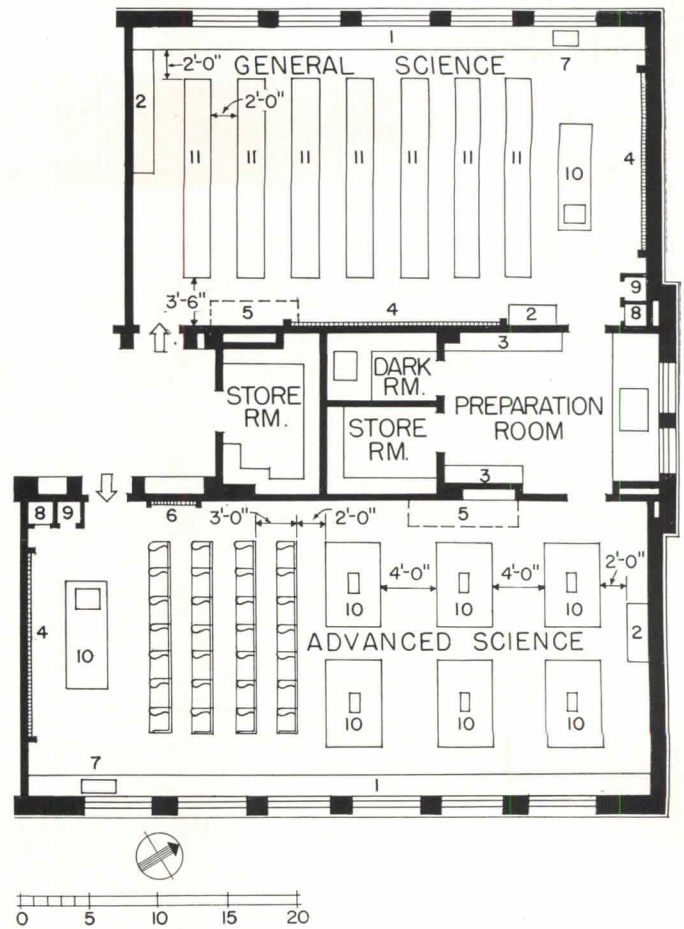 1
2'-0"
GENERAL SCIENCE
7
2
2'-0"
4
11 11 11 11 11 11 11
10
3'-6"
5
4
2
9
8
3
DARK
RM.
STORE
RM.
PREPARATION
ROOM
STORE
RM.
3
8 9
6
3'-0"
2'-0"
5
4'-0"
4'-0"
2'-0"
10 10 10
4
2
10
ADVANCED SCIENCE
10 10 10
7
1
0 5 10 15 20